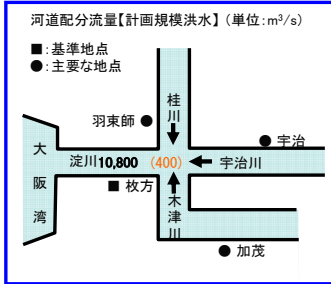 河道配分流量【計画規模洪水】（単位：m³/s）
■：基準地点
●：主要な地点
桂川
羽束師 ●
● 宇治
大阪湾
淀川 10,800 (400)
宇治川
■ 枚方
木津川
● 加茂